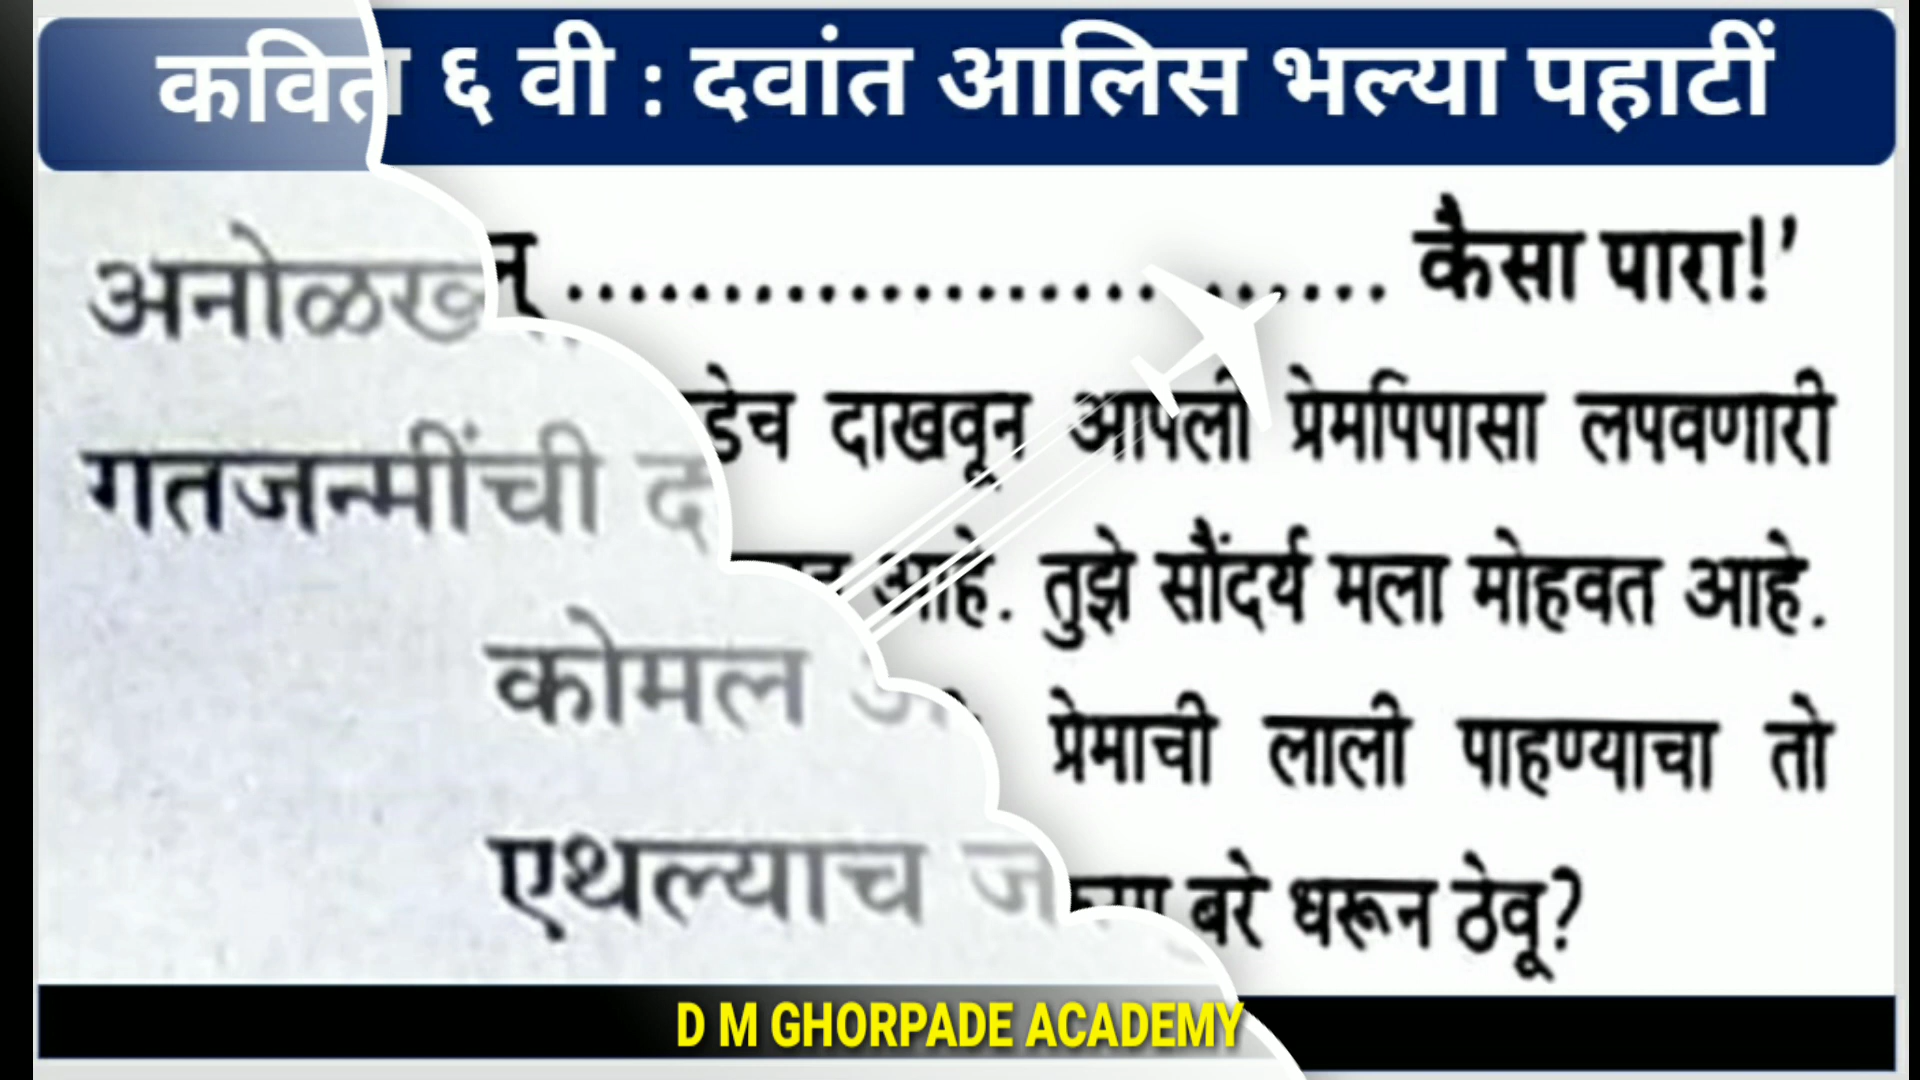 कविता ६ वी : दवांत आलिस भल्या पहाटीं
अनोळख्या
न् ........................... कैसा पारा!’
डेच दाखवून आपली प्रेमपिपासा लपवणारी
गतजन्मींची
आहे. तुझे सौंदर्य मला मोहवत आहे.
कोमल
प्रेमाची लाली पाहण्याचा तो
एथल्याच
बरे धरून ठेवू?
D M GHORPADE ACADEMY